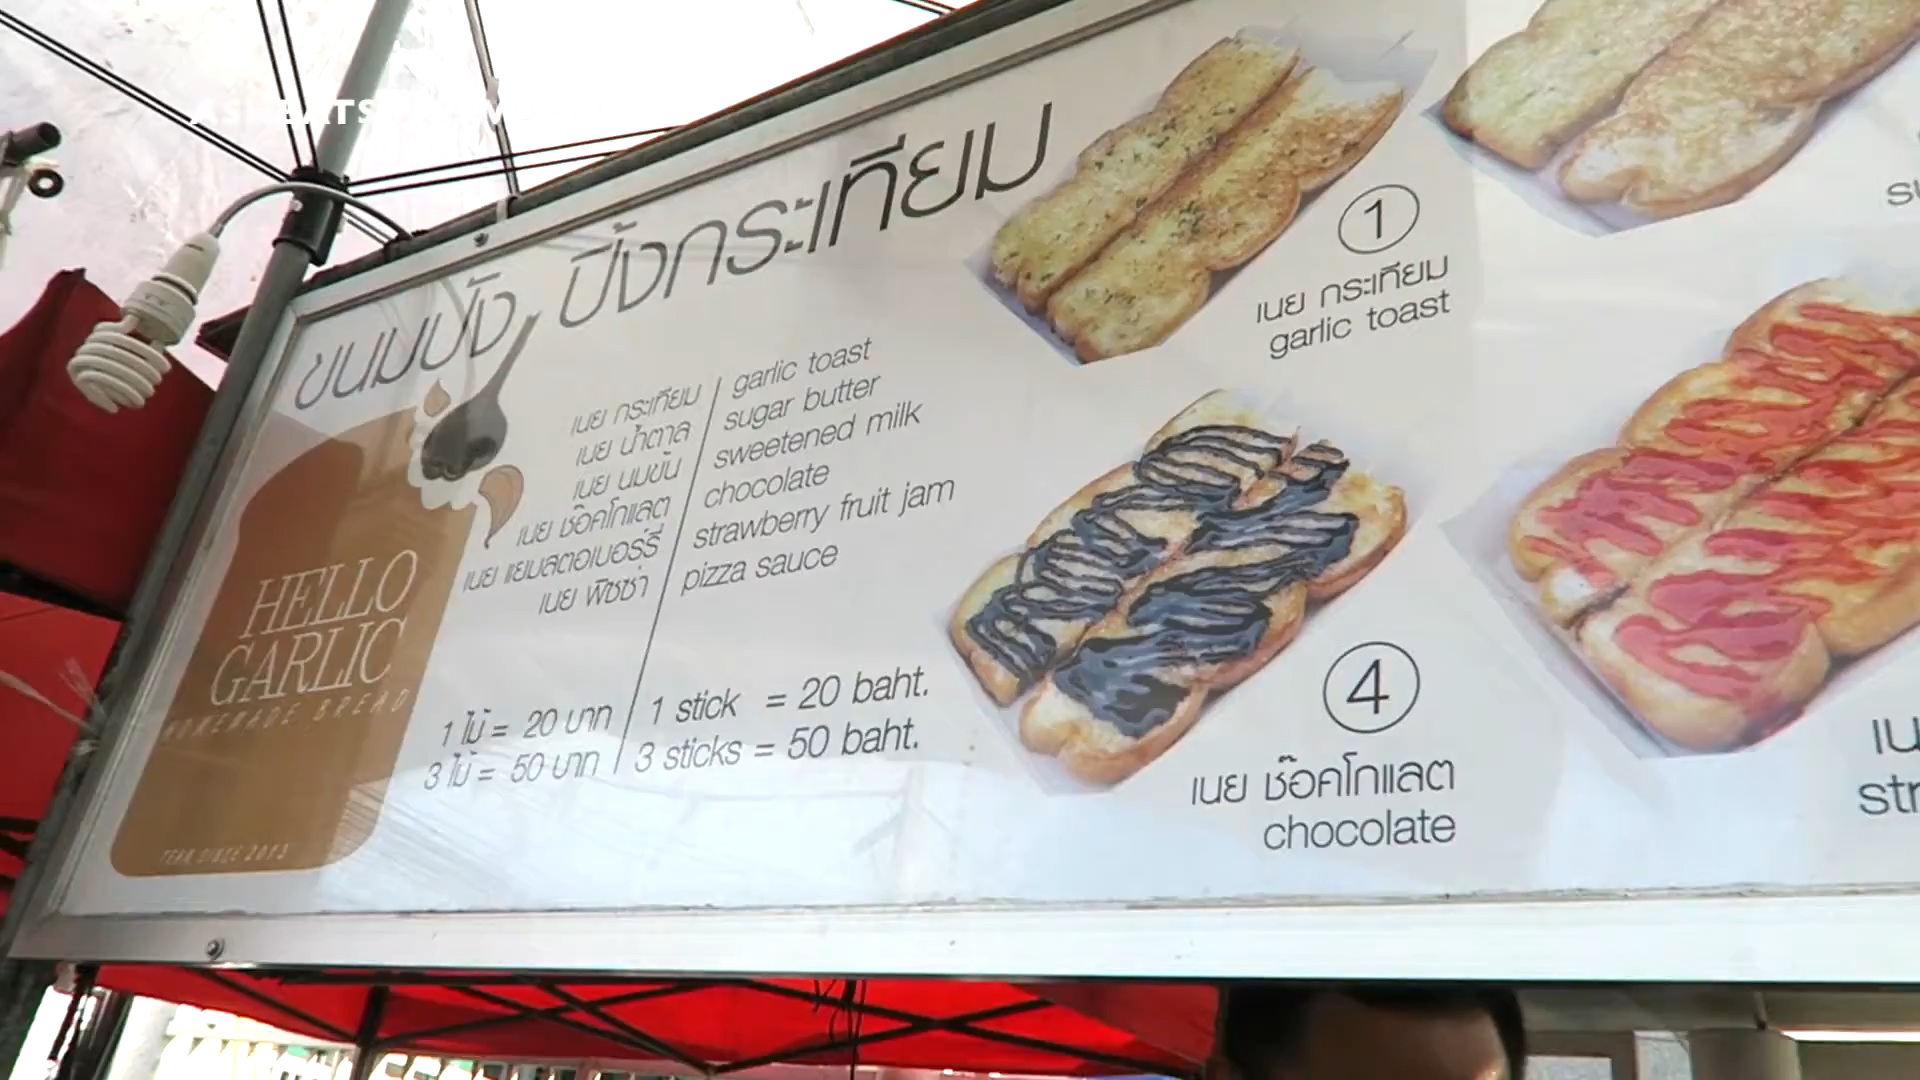 ขนมปัง ปิ้งกระเทียม
เนย กระเทียม / garlic toast
เนย น้ำตาล / sugar butter
เนย นมข้น / sweetened milk
เนย ช๊อคโกแลต / chocolate
เนย แยมสตอเบอร์รี่ / strawberry fruit jam
เนย พิซซ่า / pizza sauce
1 ไม้ = 20 บาท / 1 stick = 20 baht.
3 ไม้ = 50 บาท / 3 sticks = 50 baht.
HELLO
GARLIC
HOMEMADE BREAD
YEAR SINCE 2013
1
เนย กระเทียม
garlic toast
4
เนย ช๊อคโกแลต
chocolate
su
เน
str